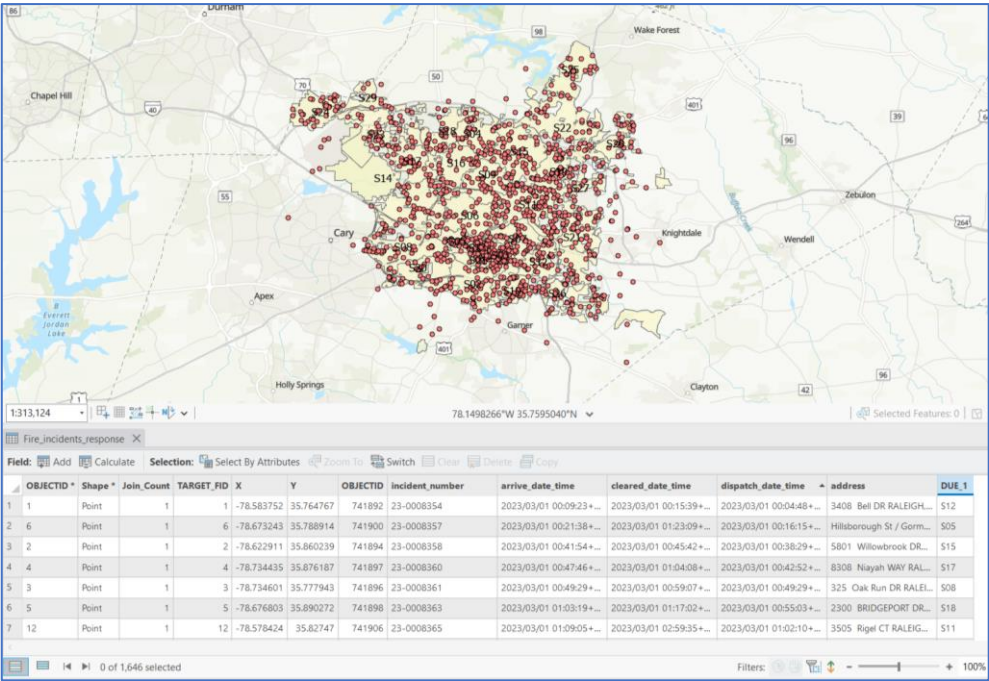 86
Durham
98
Wake Forest
Chapel Hill
70
50
S29
S25
40
401
39
S22
96
S18
S16
S14
S09
55
Zebulon
264
S06
Cary
Knightdale
Wendell
S08
Apex
B Everett Jordan Lake
Garner
401
96
Holly Springs
Clayton
42
1
1:313,124
78.1498266°W 35.7595040°N
Selected Features: 0
Fire_incidents_response
Field: Add Calculate Selection: Select By Attributes Zoom To Switch Clear Delete Copy
OBJECTID * Shape * Join_Count TARGET_FID X Y OBJECTID incident_number arrive_date_time cleared_date_time dispatch_date_time address DUE_1
1 1 Point 1 1 -78.583752 35.764767 741892 23-0008354 2023/03/01 00:09:23+... 2023/03/01 00:15:39+... 2023/03/01 00:04:48+... 3408 Bell DR RALEIGH,... S12
2 6 Point 1 6 -78.673243 35.788914 741900 23-0008357 2023/03/01 00:21:38+... 2023/03/01 01:23:09+... 2023/03/01 00:16:15+... Hillsborough St / Gorm... S05
3 2 Point 1 2 -78.622911 35.860239 741894 23-0008358 2023/03/01 00:41:54+... 2023/03/01 00:45:42+... 2023/03/01 00:38:29+... 5801 Willowbrook DR... S15
4 4 Point 1 4 -78.734435 35.876187 741897 23-0008360 2023/03/01 00:47:46+... 2023/03/01 01:04:08+... 2023/03/01 00:42:52+... 8308 Niayah WAY RAL... S17
5 3 Point 1 3 -78.734601 35.777943 741896 23-0008361 2023/03/01 00:49:29+... 2023/03/01 00:59:07+... 2023/03/01 00:49:29+... 325 Oak Run DR RALEI... S08
6 5 Point 1 5 -78.676803 35.890272 741898 23-0008363 2023/03/01 01:03:19+... 2023/03/01 01:17:02+... 2023/03/01 00:55:03+... 2300 BRIDGEPORT DR... S18
7 12 Point 1 12 -78.578424 35.82747 741906 23-0008365 2023/03/01 01:09:05+... 2023/03/01 02:59:35+... 2023/03/01 01:02:10+... 3505 Rigel CT RALEIG... S11
0 of 1,646 selected
Filters:
100%